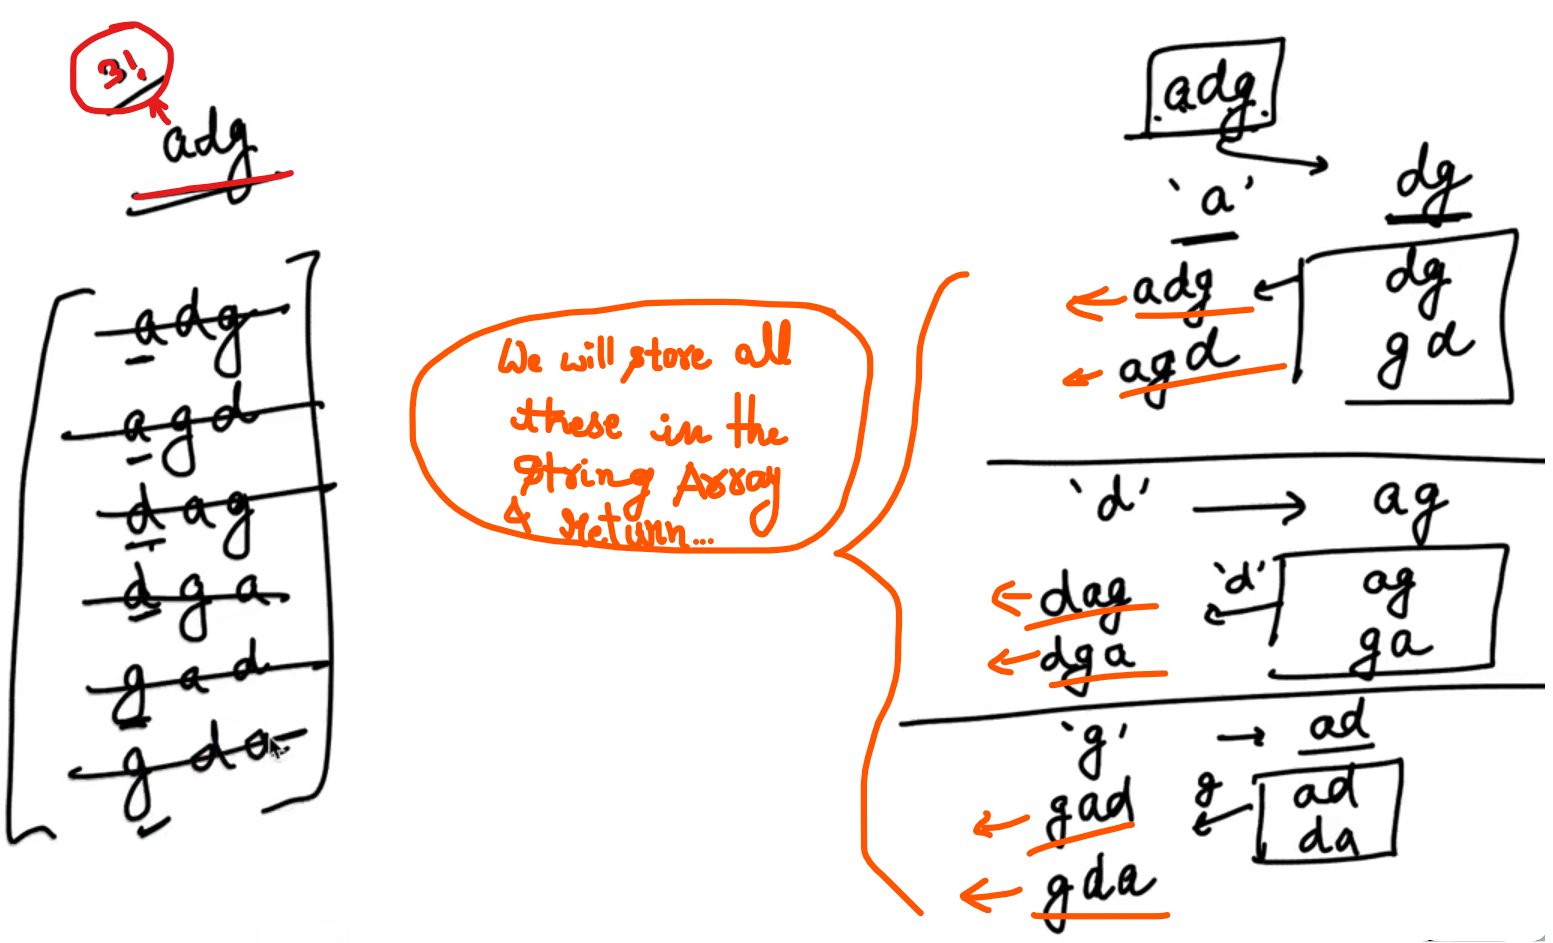 3!
adg
adg
agd
dag
dga
gad
gda
We will store all
these in the
String Array
& return...
adg
'a'
dg
adg
agd
dg
gd
'd'
ag
dag
dga
'd'
ag
ga
'g'
ad
gad
gda
g
ad
da